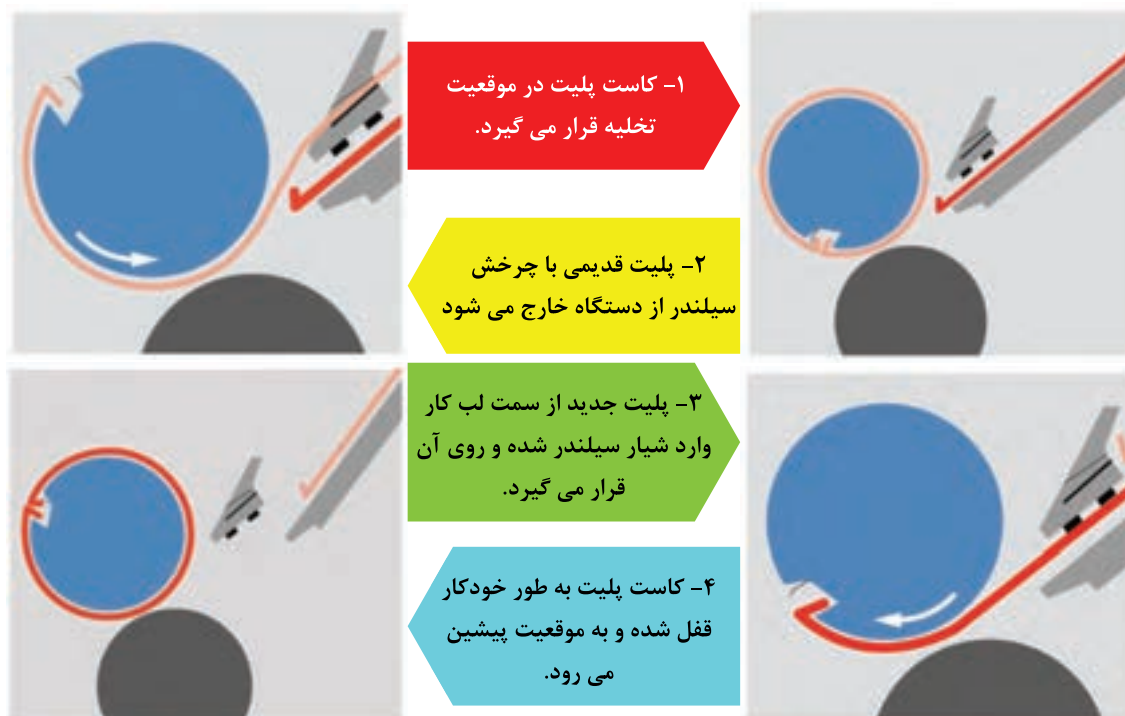 ۱- کاست پلیت در موقعیت
تخلیه قرار می گیرد.
۲- پلیت قدیمی با چرخش
سیلندر از دستگاه خارج می شود
۳- پلیت جدید از سمت لب کار
وارد شیار سیلندر شده و روی آن
قرار می گیرد.
۴- کاست پلیت به طور خودکار
قفل شده و به موقعیت پیشین
می رود.